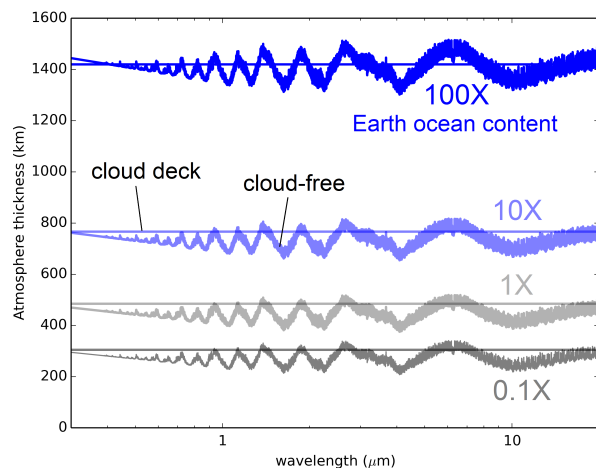 1600
1400
1200
1000
800
600
400
200
0
Atmosphere thickness (km)
100X
Earth ocean content
cloud deck
cloud-free
10X
1X
0.1X
1
10
wavelength (μm)